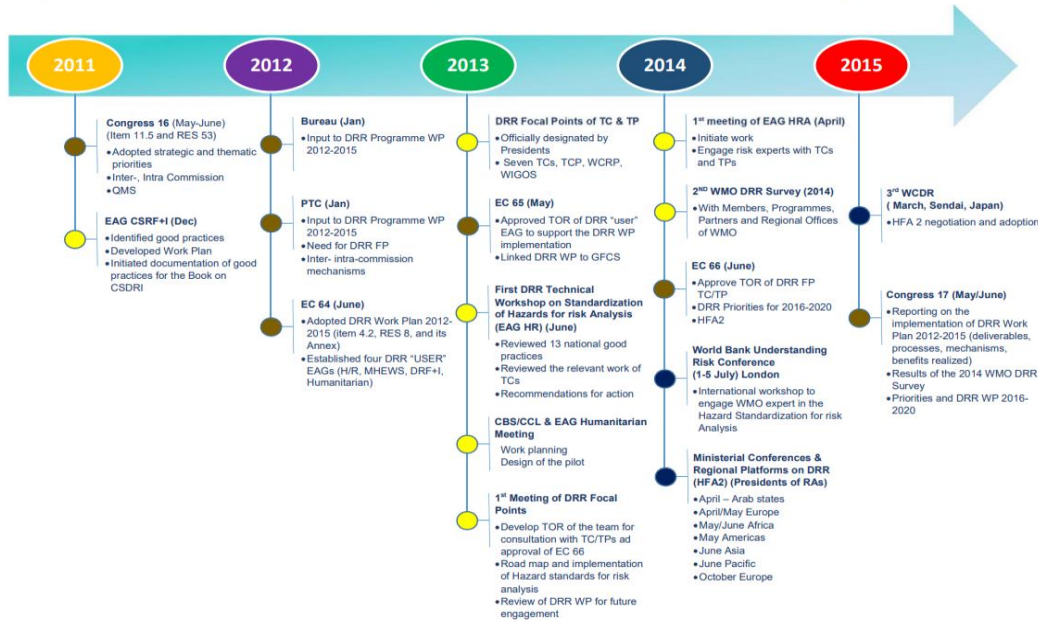 2011
2012
2013
2014
2015
Congress 16 (May-June)
(Item 11.5 and RES 53)
•Adopted strategic and thematic
priorities
•Inter-, Intra Commission
•QMS
EAG CSRF+I (Dec)
•Identified good practices
•Developed Work Plan
•Initiated documentation of good
practices for the Book on
CSDRI
Bureau (Jan)
•Input to DRR Programme WP
2012-2015
PTC (Jan)
•Input to DRR Programme WP
2012-2015
•Need for DRR FP
•Inter- intra-commission
mechanisms
EC 64 (June)
•Adopted DRR Work Plan 2012-
2015 (item 4.2, RES 8, and its
Annex)
•Established four DRR “USER”
EAGs (H/R, MHEWS, DRF+I,
Humanitarian)
DRR Focal Points of TC & TP
•Officially designated by
Presidents
• Seven TCs, TCP, WCRP,
WIGOS
EC 65 (May)
•Approved TOR of DRR “user”
EAG to support the DRR WP
implementation
•Linked DRR WP to GFCS
First DRR Technical
Workshop on Standardization
of Hazards for risk Analysis
(EAG HR) (June)
•Reviewed 13 national good
practices
•Reviewed the relevant work of
TCs
•Recommendations for action
CBS/CCL & EAG Humanitarian
Meeting
Work planning
Design of the pilot
1st Meeting of DRR Focal
Points
•Develop TOR of the team for
consultation with TC/TPs ad
approval of EC 66
•Road map and implementation
of Hazard standards for risk
analysis
•Review of DRR WP for future
engagement
1st meeting of EAG HRA (April)
•Initiate work
•Engage risk experts with TCs
and TPs
2ND WMO DRR Survey (2014)
•With Members, Programmes,
Partners and Regional Offices
of WMO
EC 66 (June)
•Approve TOR of DRR FP
TC/TP
•DRR Priorities for 2016-2020
•HFA2
World Bank Understanding
Risk Conference
(1-5 July) London
•International workshop to
engage WMO expert in the
Hazard Standardization for risk
Analysis
Ministerial Conferences &
Regional Platforms on DRR
(HFA2) (Presidents of RAs)
•April – Arab states
•April/May Europe
•May/June Africa
•May Americas
•June Asia
•June Pacific
•October Europe
3rd WCDR
( March, Sendai, Japan)
•HFA 2 negotiation and adoption
Congress 17 (May/June)
•Reporting on the
implementation of DRR Work
Plan 2012-2015 (deliverables,
processes, mechanisms,
benefits realized)
•Results of the 2014 WMO DRR
Survey
•Priorities and DRR WP 2016-
2020